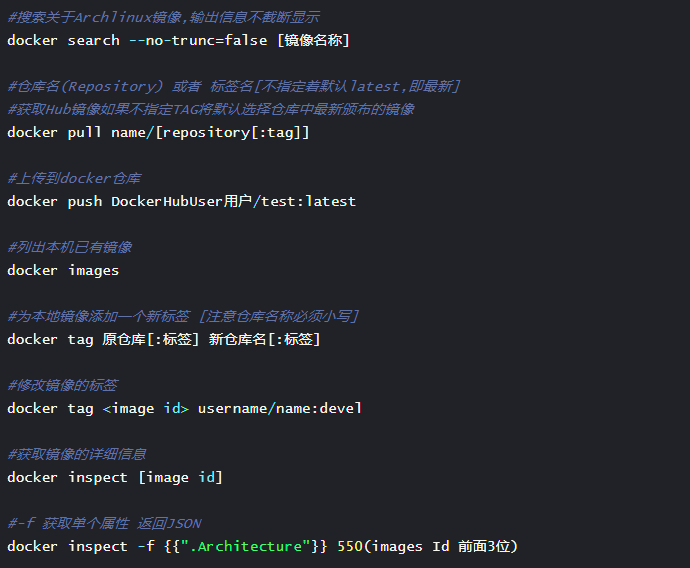 #搜索关于Archlinux镜像,输出信息不截断显示
docker search --no-trunc=false [镜像名称]
#仓库名(Repository) 或者 标签名[不指定着默认latest,即最新]
#获取Hub镜像如果不指定TAG将默认选择仓库中最新颁布的镜像
docker pull name/[repository[:tag]]
#上传到docker仓库
docker push DockerHubUser用户/test:latest
#列出本机已有镜像
docker images
#为本地镜像添加一个新标签 [注意仓库名称必须小写]
docker tag 原仓库[:标签] 新仓库名[:标签]
#修改镜像的标签
docker tag <image id> username/name:devel
#获取镜像的详细信息
docker inspect [image id]
#-f 获取单个属性 返回JSON
docker inspect -f {{".Architecture"}} 550(images Id 前面3位)